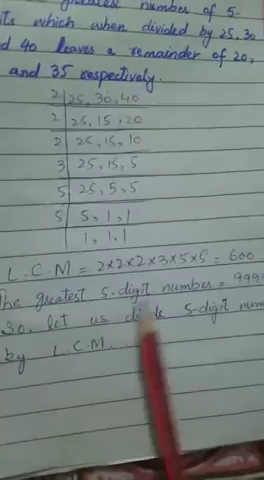 greatest number of 5-
its which when divided by 25, 30
d 40 leaves a remainder of 20,
and 35 respectively.
2 | 25, 30, 40
2 | 25, 15, 20
2 | 25, 15, 10
3 | 25, 15, 5
5 | 25, 5, 5
5 | 5, 1, 1
1, 1, 1
L.C.M = 2×2×2×3×5×5 = 600
The greatest 5-digit number = 999
So, let us 5-digit num
by L.C.M.